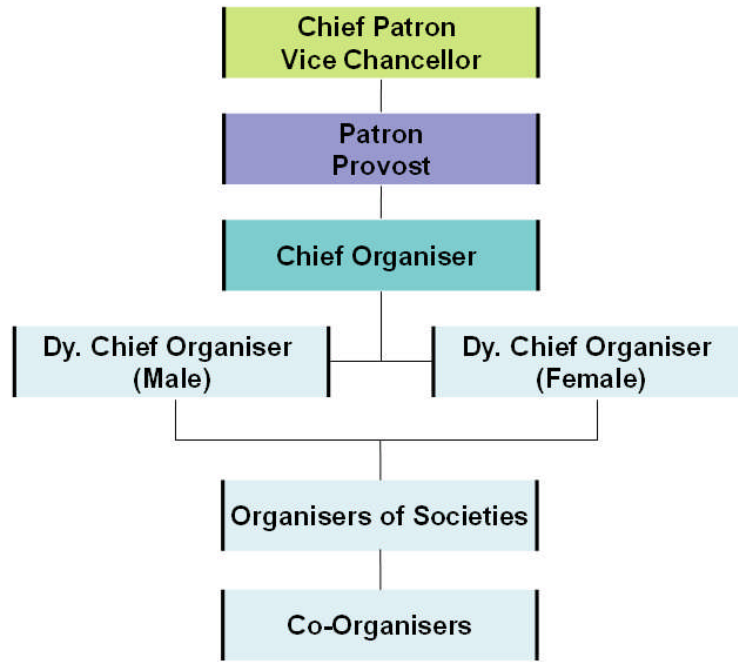 Chief Patron
Vice Chancellor
Patron
Provost
Chief Organiser
Dy. Chief Organiser
(Male)
Dy. Chief Organiser
(Female)
Organisers of Societies
Co-Organisers